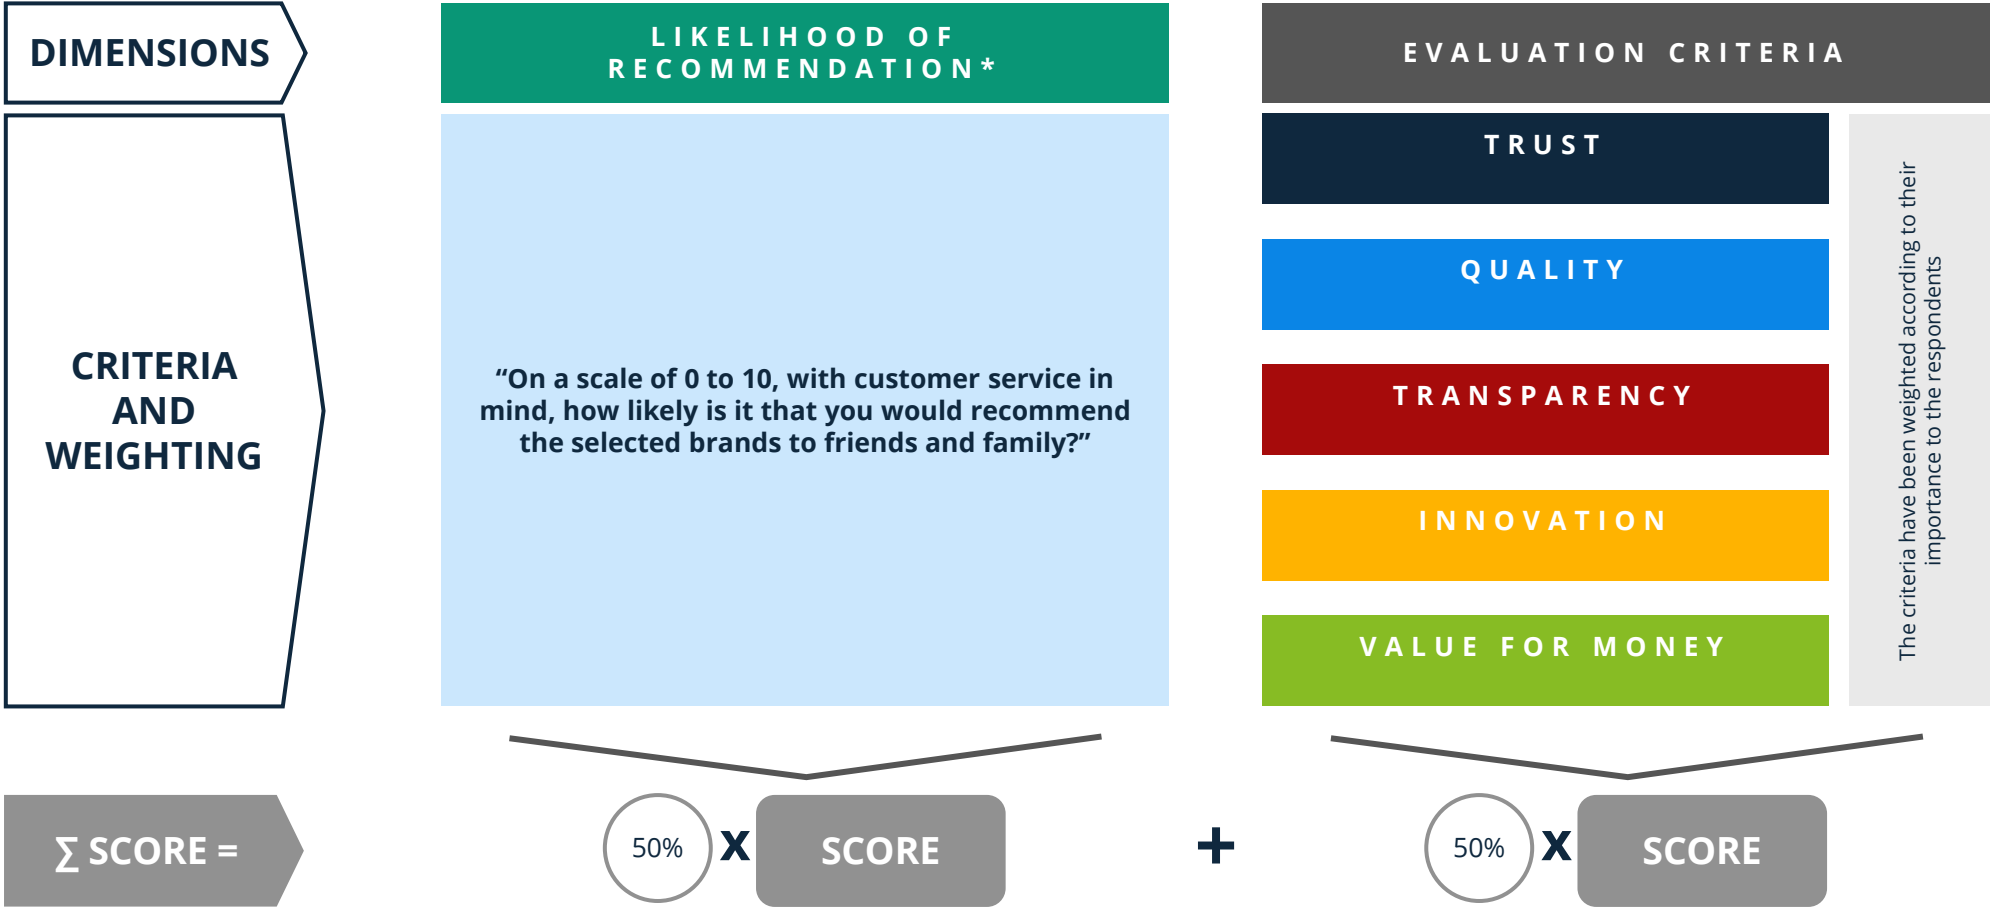 DIMENSIONS
LIKELIHOOD OF
RECOMMENDATION*
EVALUATION CRITERIA
CRITERIA
AND
WEIGHTING
“On a scale of 0 to 10, with customer service in
mind, how likely is it that you would recommend
the selected brands to friends and family?”
TRUST
QUALITY
TRANSPARENCY
INNOVATION
VALUE FOR MONEY
The criteria have been weighted according to their
importance to the respondents
∑ SCORE =
50% x SCORE
+
50% x SCORE